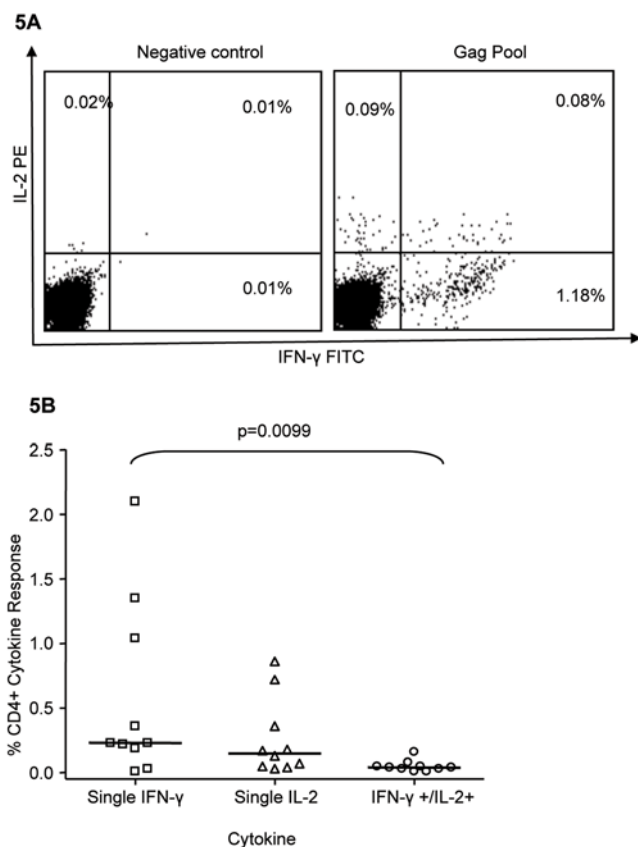 5A
Negative control
Gag Pool
IL-2 PE
0.02%
0.01%
0.01%
0.09%
0.08%
1.18%
IFN-γ FITC
5B
p=0.0099
% CD4+ Cytokine Response
2.5
2.0
1.5
1.0
0.5
0.0
Single IFN-γ
Single IL-2
IFN-γ +/IL-2+
Cytokine